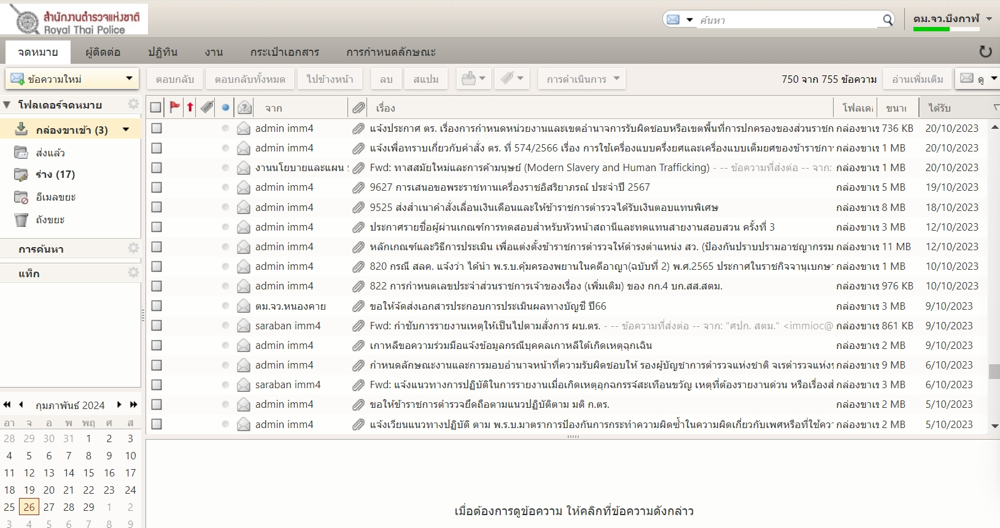 สำนักงานตำรวจแห่งชาติ
Royal Thai Police
ค้นหา
ตม.จว.บึงกาฬ
จดหมาย ผู้ติดต่อ ปฏิทิน งาน กระเป๋าเอกสาร การกำหนดลักษณะ
ข้อความใหม่ ตอบกลับ ตอบกลับทั้งหมด ไปข้างหน้า ลบ สแปม การดำเนินการ 750 จาก 755 ข้อความ อ่านเพิ่มเติม ดู
โฟลเดอร์จดหมาย
กล่องขาเข้า (3)
ส่งแล้ว
ร่าง (17)
อีเมลขยะ
ถังขยะ
การค้นหา
แท็ก
จาก เรื่อง โฟลเด ขนา ได้รับ
admin imm4 แจ้งประกาศ ตร. เรื่องการกำหนดหน่วยงานและเขตอำนาจการรับผิดชอบหรือเขตพื้นที่การปกครองของส่วนราชก กล่องขาเข 736 KB 20/10/2023
admin imm4 แจ้งเพื่อทราบเกี่ยวกับคำสั่ง ตร. ที่ 574/2566 เรื่อง การใช้เครื่องแบบครึ่งยศและเครื่องแบบเต็มยศของข้าราชกา กล่องขาเข 1 MB 20/10/2023
งานนโยบายและแผน Fwd: ทาสสมัยใหม่และการค้ามนุษย์ (Modern Slavery and Human Trafficking) - -- ข้อความที่ส่งต่อ -- จาก: กล่องขาเข 1 MB 20/10/2023
admin imm4 9627 การเสนอขอพระราชทานเครื่องราชอิสริยาภรณ์ ประจำปี 2567 กล่องขาเข 5 MB 19/10/2023
admin imm4 9525 ส่งสำเนาคำสั่งเลื่อนเงินเดือนและให้ข้าราชการตำรวจได้รับเงินตอบแทนพิเศษ กล่องขาเข 8 MB 18/10/2023
admin imm4 ประกาศรายชื่อผู้ผ่านเกณฑ์การทดสอบสำหรับหัวหน้าสถานีและทดแทนสายงานสอบสวน ครั้งที่ 3 กล่องขาเข 3 MB 12/10/2023
admin imm4 หลักเกณฑ์และวิธีการประเมิน เพื่อแต่งตั้งข้าราชการตำรวจให้ดำรงตำแหน่ง สว. (ป้องกันปราบปรามอาชญากรรม กล่องขาเข 11 MB 12/10/2023
admin imm4 820 กรณี สลค. แจ้งว่า ได้นำ พ.ร.บ.คุ้มครองพยานในคดีอาญา(ฉบับที่ 2) พ.ศ.2565 ประกาศในราชกิจจานุเบกษา กล่องขาเข 1 MB 10/10/2023
admin imm4 822 การกำหนดเลขประจำส่วนราชการเจ้าของเรื่อง (เพิ่มเติม) ของ กก.4 บก.สส.สตม. กล่องขาเข 976 KB 10/10/2023
ตม.จว.หนองคาย ขอให้จัดส่งเอกสารประกอบการประเมินผลทางบัญชี ปี66 กล่องขาเข 3 MB 9/10/2023
saraban imm4 Fwd: กำชับการรายงานเหตุให้เป็นไปตามสั่งการ ผบ.ตร. - -- ข้อความที่ส่งต่อ -- จาก: "ศปก. สตม." <immioc@ กล่องขาเข 861 KB 9/10/2023
admin imm4 เกาหลีขอความร่วมมือแจ้งข้อมูลกรณีบุคคลเกาหลีใต้เกิดเหตุฉุกเฉิน กล่องขาเข 2 MB 9/10/2023
admin imm4 กำหนดลักษณะงานและการมอบอำนาจหน้าที่ความรับผิดชอบให้ รองผู้บัญชาการตำรวจแห่งชาติ จเรตำรวจแห่ง กล่องขาเข 9 MB 6/10/2023
saraban imm4 Fwd: แจ้งแนวทางการปฏิบัติในการรายงานเมื่อเกิดเหตุอุกฉกรรจ์สะเทือนขวัญ เหตุที่ต้องรายงานด่วน หรือเรื่องส กล่องขาเข 3 MB 6/10/2023
admin imm4 ขอให้ข้าราชการตำรวจยึดถือตามแนวปฏิบัติตาม มติ ก.ตร. กล่องขาเข 2 MB 5/10/2023
admin imm4 แจ้งเวียนแนวทางปฏิบัติ ตาม พ.ร.บ.มาตราการป้องกันการกระทำความผิดซ้ำในความผิดเกี่ยวกับเพศหรือที่ใช้ควา กล่องขาเข 2 MB 5/10/2023
กุมภาพันธ์ 2024
อา จ อ พ พฤ ศ ส
28 29 30 31 1 2 3
4 5 6 7 8 9 10
11 12 13 14 15 16 17
18 19 20 21 22 23 24
25 26 27 28 29 1 2
3 4 5 6 7 8 9
เมื่อต้องการดูข้อความ ให้คลิกที่ข้อความดังกล่าว